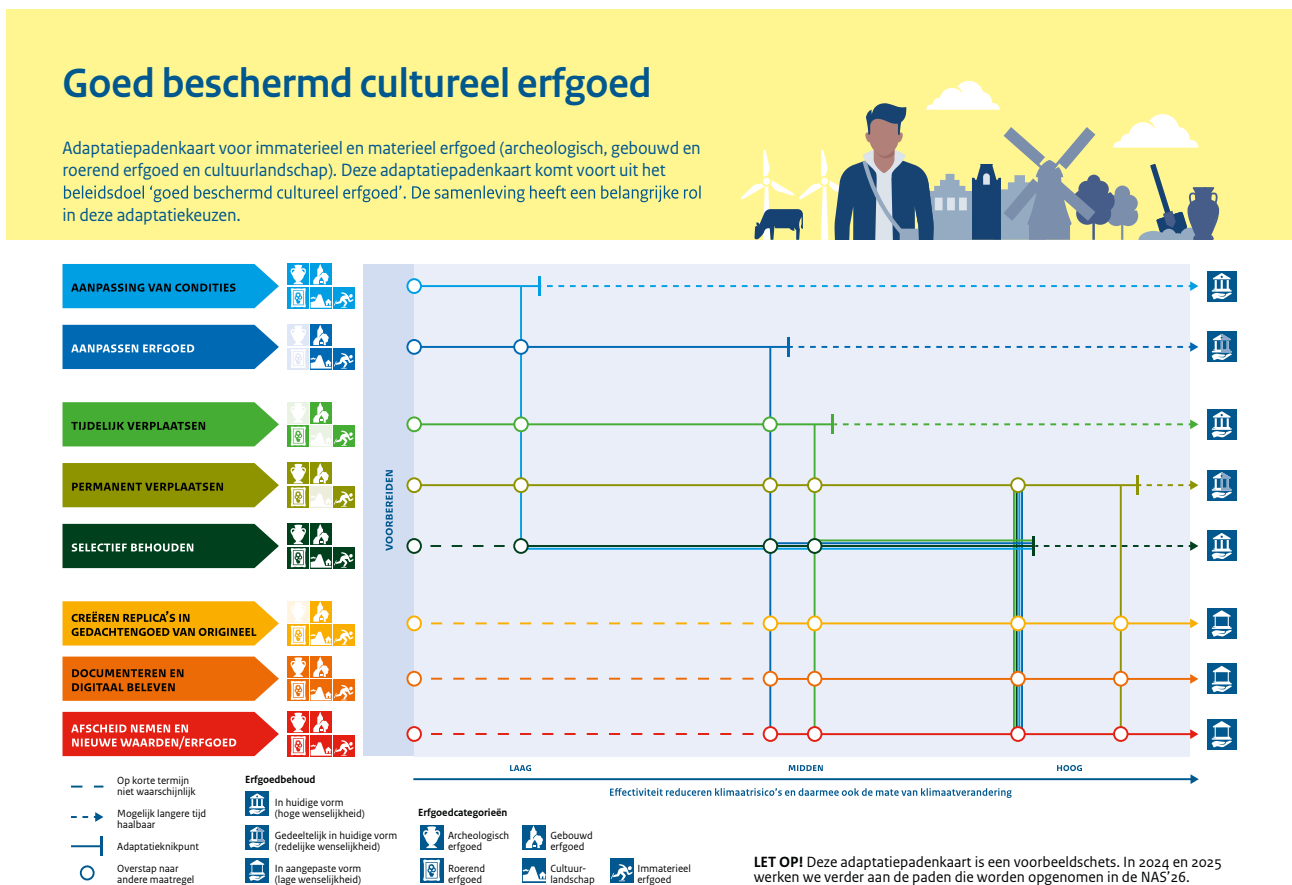 Goed beschermd cultureel erfgoed
Adaptatiepadenkaart voor immaterieel en materieel erfgoed (archeologisch, gebouwd en
roerend erfgoed en cultuurlandschap). Deze adaptatiepadenkaart komt voort uit het
beleidsdoel ‘goed beschermd cultureel erfgoed’. De samenleving heeft een belangrijke rol
in deze adaptatiekeuzen.
AANPASSING VAN CONDITIES
AANPASSEN ERFGOED
TIJDELIJK VERPLAATSEN
PERMANENT VERPLAATSEN
SELECTIEF BEHOUDEN
CREËREN REPLICA’S IN
GEDACHTENGOED VAN ORIGINEEL
DOCUMENTEREN EN
DIGITAAL BELEVEN
AFSCHEID NEMEN EN
NIEUWE WAARDEN/ERFGOED
VOORBEREIDEN
LAAG
MIDDEN
HOOG
Effectiviteit reduceren klimaatrisico’s en daarmee ook de mate van klimaatverandering
Op korte termijn
niet waarschijnlijk
Mogelijk langere tijd
haalbaar
Adaptatieknikpunt
Overstap naar
andere maatregel
Erfgoedbehoud
In huidige vorm
(hoge wenselijkheid)
Gedeeltelijk in huidige vorm
(redelijke wenselijkheid)
In aangepaste vorm
(lage wenselijkheid)
Erfgoedcategorieën
Archeologisch
erfgoed
Gebouwd
erfgoed
Roerend
erfgoed
Cultuur-
landschap
Immaterieel
erfgoed
LET OP! Deze adaptatiepadenkaart is een voorbeeldschets. In 2024 en 2025
werken we verder aan de paden die worden opgenomen in de NAS’26.